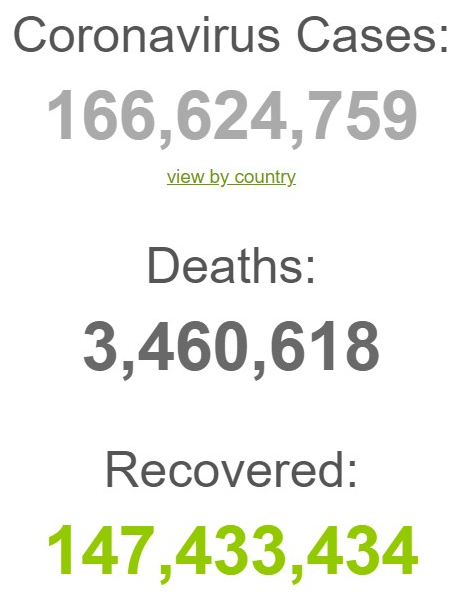 Coronavirus Cases:
166,624,759
view by country
Deaths:
3,460,618
Recovered:
147,433,434